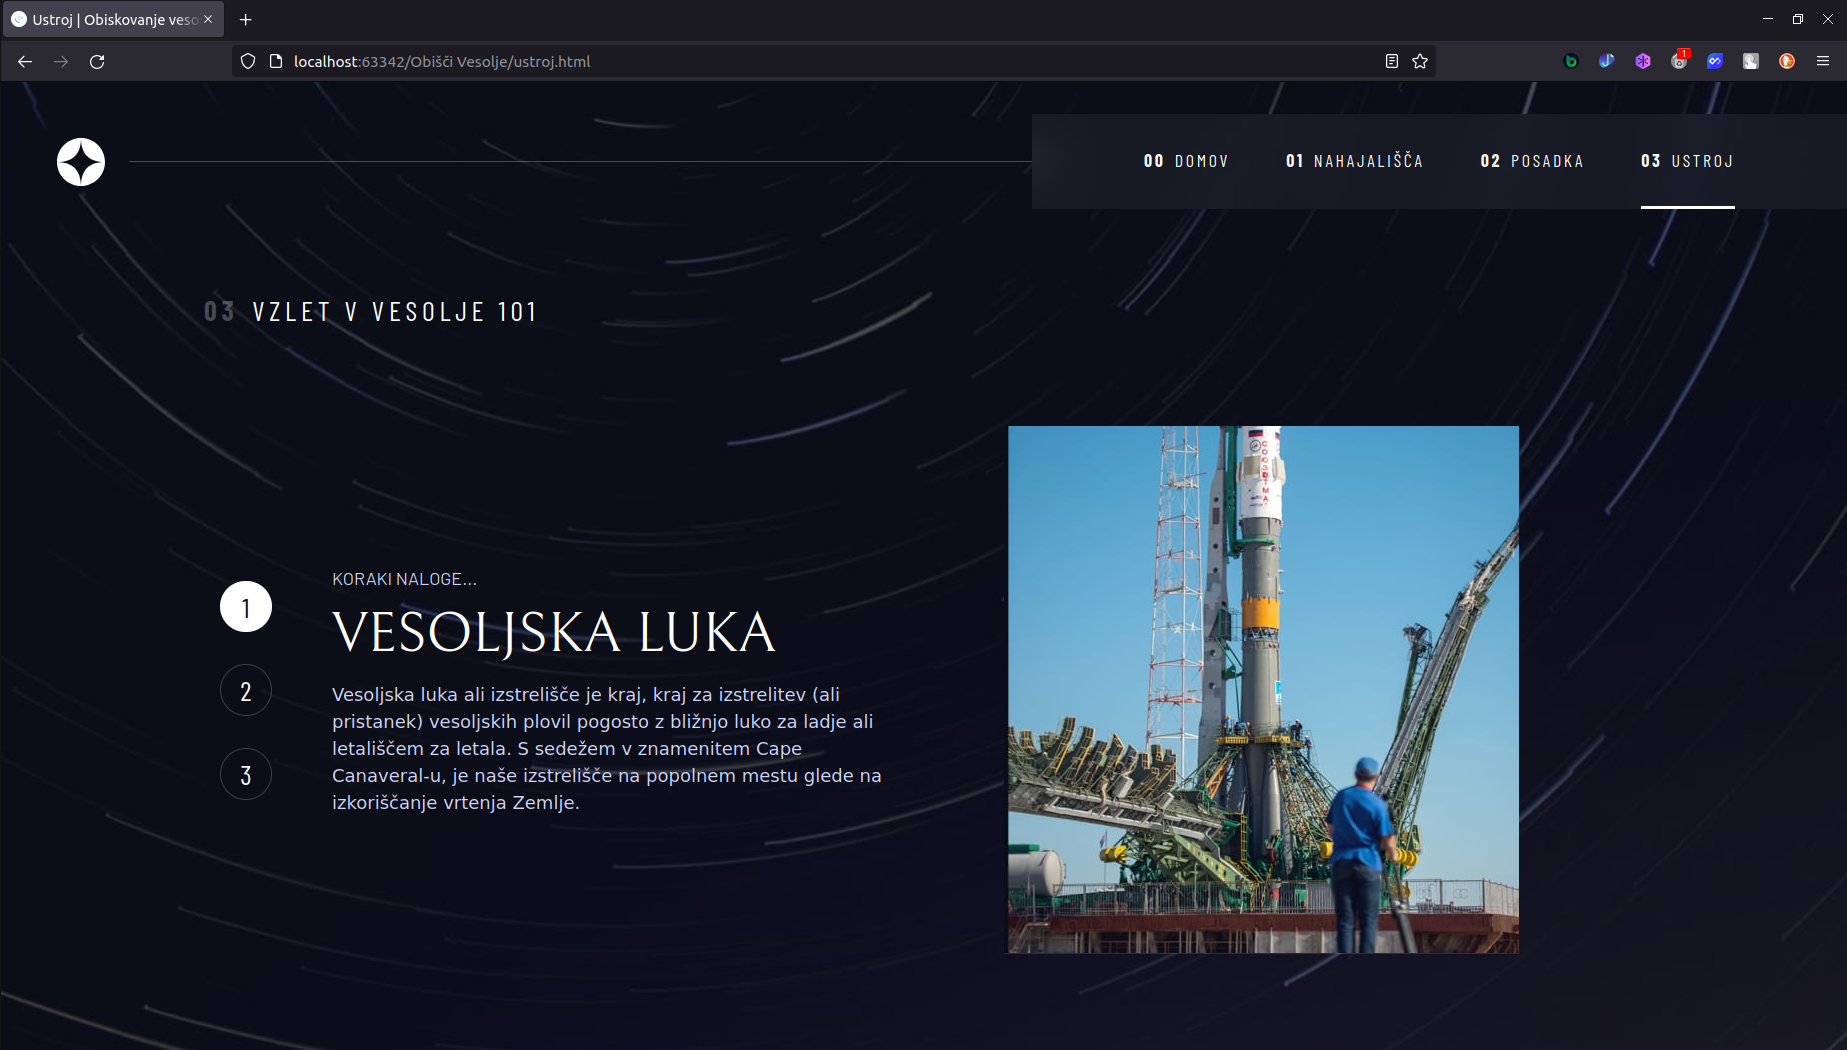 Ustroj | Obiskovanje veso
localhost:63342/Obišči Vesolje/ustroj.html
1
00 DOMOV
01 NAHAJALIŠČA
02 POSADKA
03 USTROJ
03 VZLET V VESOLJE 101
1
2
3
KORAKI NALOGE...
VESOLJSKA LUKA
Vesoljska luka ali izstrelišče je kraj, kraj za izstrelitev (ali
pristanek) vesoljskih plovil pogosto z bližnjo luko za ladje ali
letališčem za letala. S sedežem v znamenitem Cape
Canaveral-u, je naše izstrelišče na popolnem mestu glede na
izkoriščanje vrtenja Zemlje.